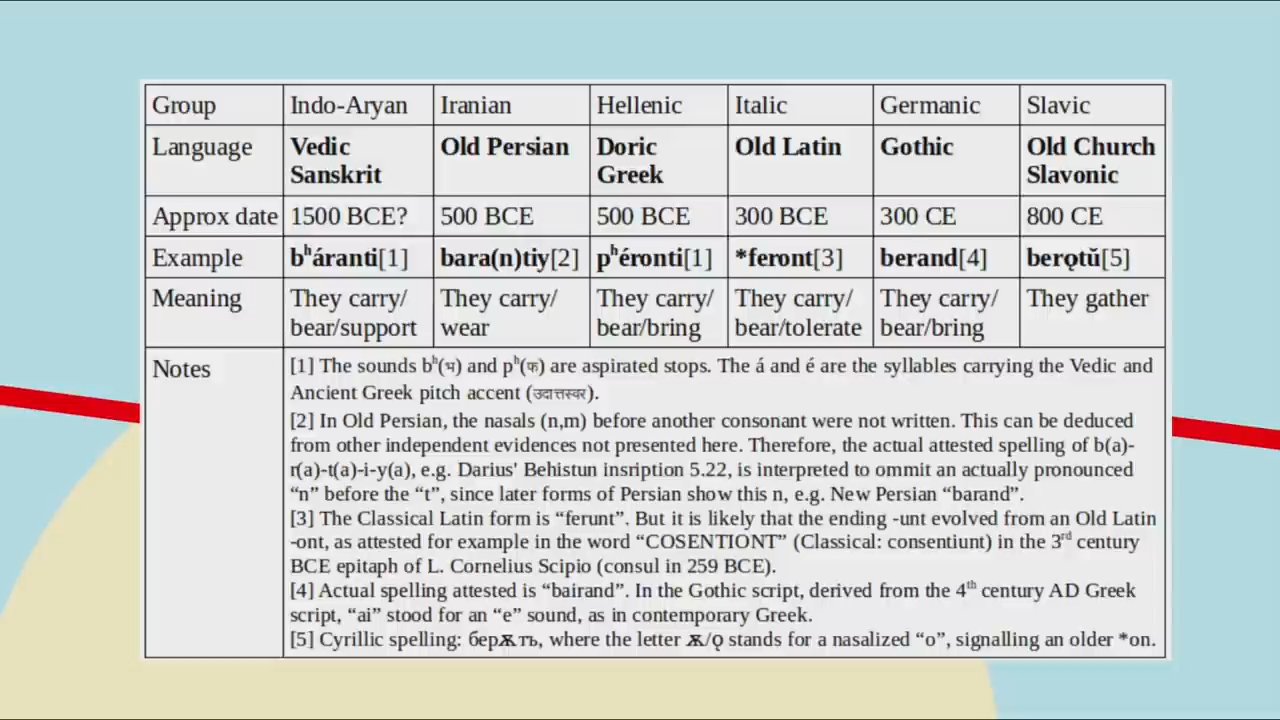 Group Indo-Aryan Iranian Hellenic Italic Germanic Slavic
Language Vedic Sanskrit Old Persian Doric Greek Old Latin Gothic Old Church Slavonic
Approx date 1500 BCE? 500 BCE 500 BCE 300 BCE 300 CE 800 CE
Example bʰáranti[1] bara(n)tiy[2] pʰéronti[1] *feront[3] berand[4] berǫtŭ[5]
Meaning They carry/ bear/support They carry/ wear They carry/ bear/bring They carry/ bear/tolerate They carry/ bear/bring They gather
Notes [1] The sounds bʰ(भ) and pʰ(फ) are aspirated stops. The á and é are the syllables carrying the Vedic and
Ancient Greek pitch accent (उदात्तस्वर).
[2] In Old Persian, the nasals (n,m) before another consonant were not written. This can be deduced
from other independent evidences not presented here. Therefore, the actual attested spelling of b(a)-
r(a)-t(a)-i-y(a), e.g. Darius' Behistun insription 5.22, is interpreted to ommit an actually pronounced
“n” before the “t”, since later forms of Persian show this n, e.g. New Persian “barand”.
[3] The Classical Latin form is “ferunt”. But it is likely that the ending -unt evolved from an Old Latin
-ont, as attested for example in the word “COSENTIONT” (Classical: consentiunt) in the 3rd century
BCE epitaph of L. Cornelius Scipio (consul in 259 BCE).
[4] Actual spelling attested is “bairand”. In the Gothic script, derived from the 4th century AD Greek
script, “ai” stood for an “e” sound, as in contemporary Greek.
[5] Cyrillic spelling: берѫть, where the letter ѫ/ǫ stands for a nasalized “o”, signalling an older *on.